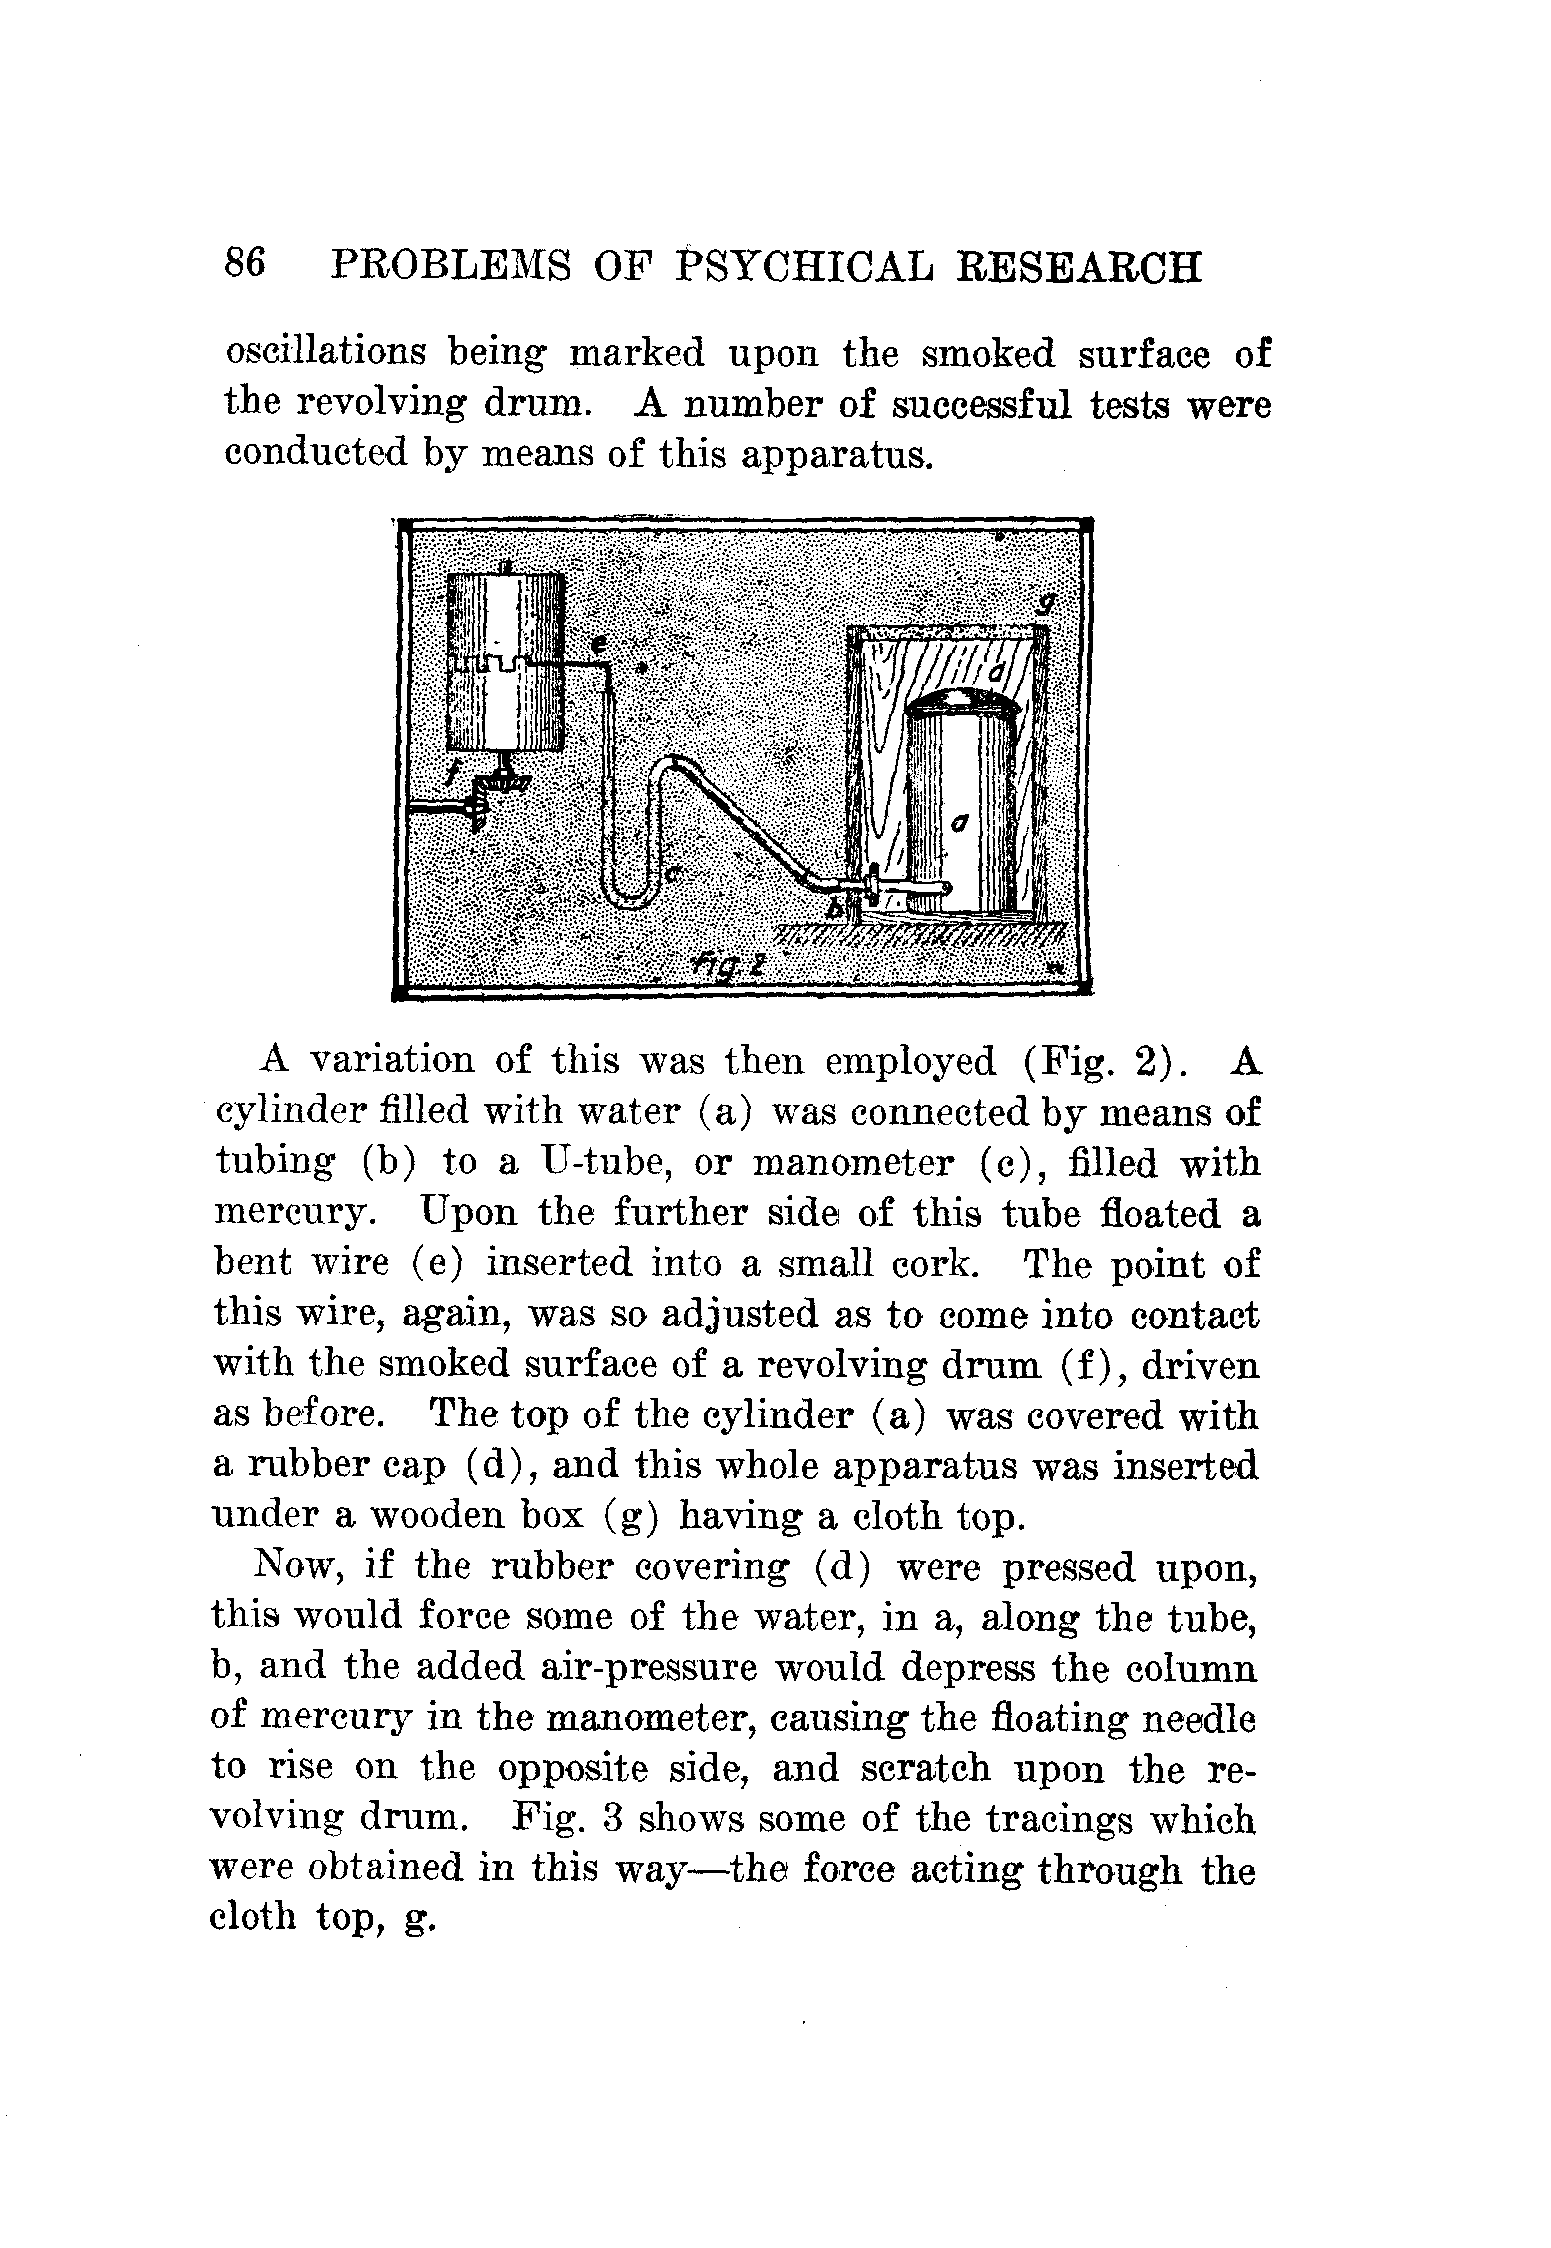 86 PROBLEMS OF PSYCHICAL RESEARCH
oscillations being marked upon the smoked surface of
the revolving drum. A number of successful tests were
conducted by means of this apparatus.
g
e
d
f
a
c
b
fig 2
A variation of this was then employed (Fig. 2). A
cylinder filled with water (a) was connected by means of
tubing (b) to a U-tube, or manometer (c), filled with
mercury. Upon the further side of this tube floated a
bent wire (e) inserted into a small cork. The point of
this wire, again, was so adjusted as to come into contact
with the smoked surface of a revolving drum (f), driven
as before. The top of the cylinder (a) was covered with
a rubber cap (d), and this whole apparatus was inserted
under a wooden box (g) having a cloth top.
Now, if the rubber covering (d) were pressed upon,
this would force some of the water, in a, along the tube,
b, and the added air-pressure would depress the column
of mercury in the manometer, causing the floating needle
to rise on the opposite side, and scratch upon the re-
volving drum. Fig. 3 shows some of the tracings which
were obtained in this way—the force acting through the
cloth top, g.